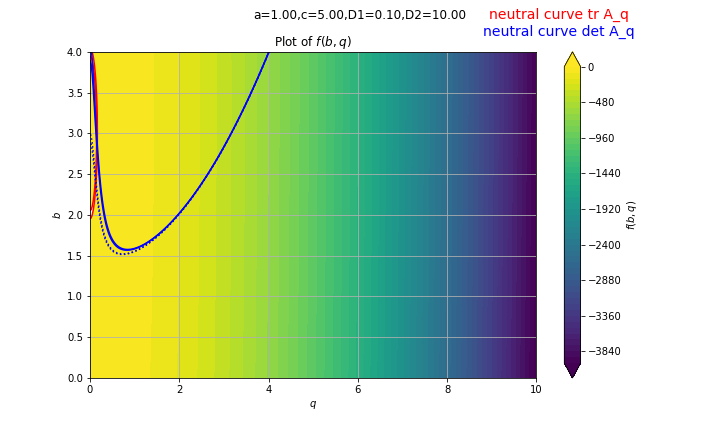 a=1.00,c=5.00,D1=0.10,D2=10.00
neutral curve tr A_q
neutral curve det A_q
Plot of f(b, q)
4.0
3.5
3.0
2.5
2.0
1.5
1.0
0.5
0.0
b
0 2 4 6 8 10
q
0
−480
−960
−1440
−1920
−2400
−2880
−3360
−3840
f(b,q)